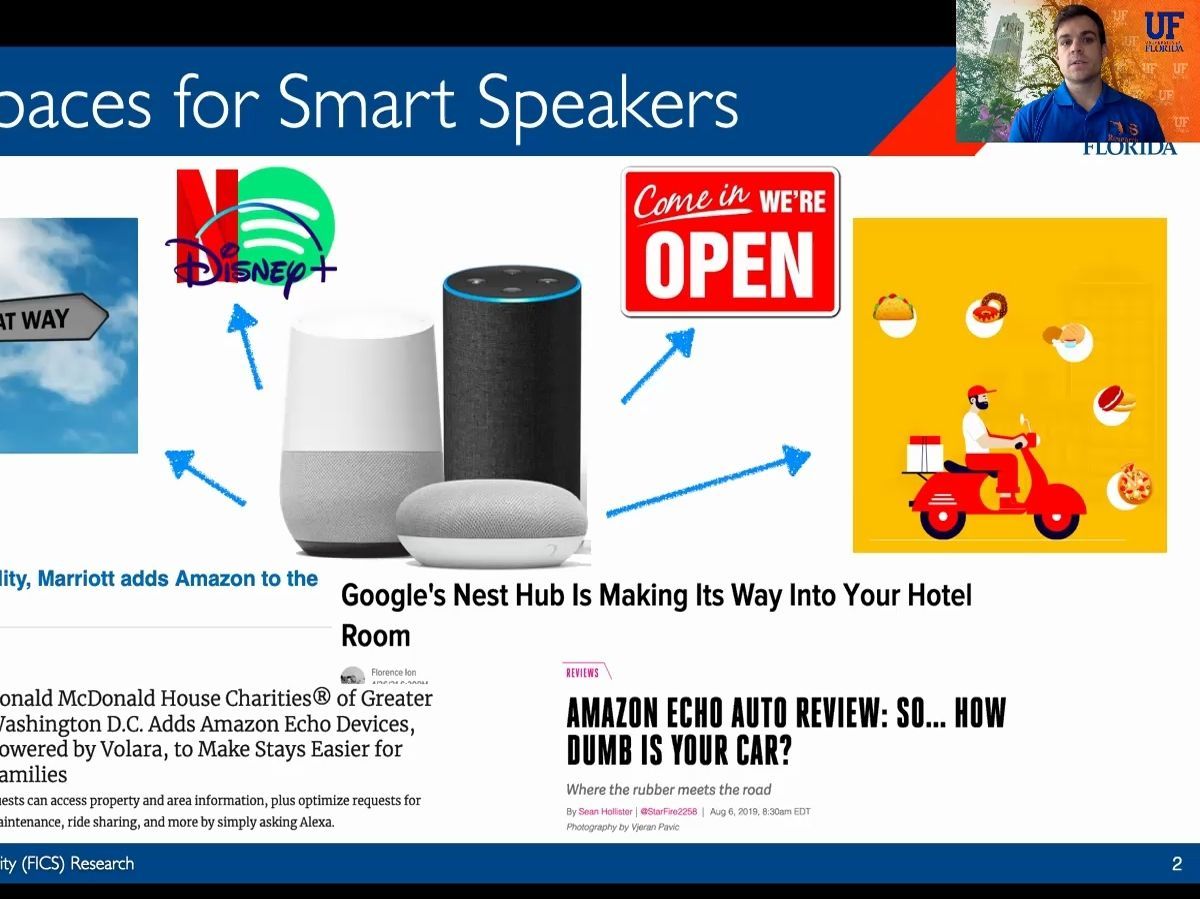 paces for Smart Speakers
UF
FLORIDA
FLORIDA
N
Disney+
Come in WE'RE
OPEN
AT WAY
lity, Marriott adds Amazon to the
Google's Nest Hub Is Making Its Way Into Your Hotel
Room
Florence Ion
onald McDonald House Charities® of Greater
Washington D.C. Adds Amazon Echo Devices,
owered by Volara, to Make Stays Easier for
amilies
uests can access property and area information, plus optimize requests for
aintenance, ride sharing, and more by simply asking Alexa.
REVIEWS
AMAZON ECHO AUTO REVIEW: SO... HOW
DUMB IS YOUR CAR?
Where the rubber meets the road
By Sean Hollister | @StarFire2258 | Aug 6, 2019, 8:30am EDT
Photography by Vjeran Pavic
ity (FICS) Research
2